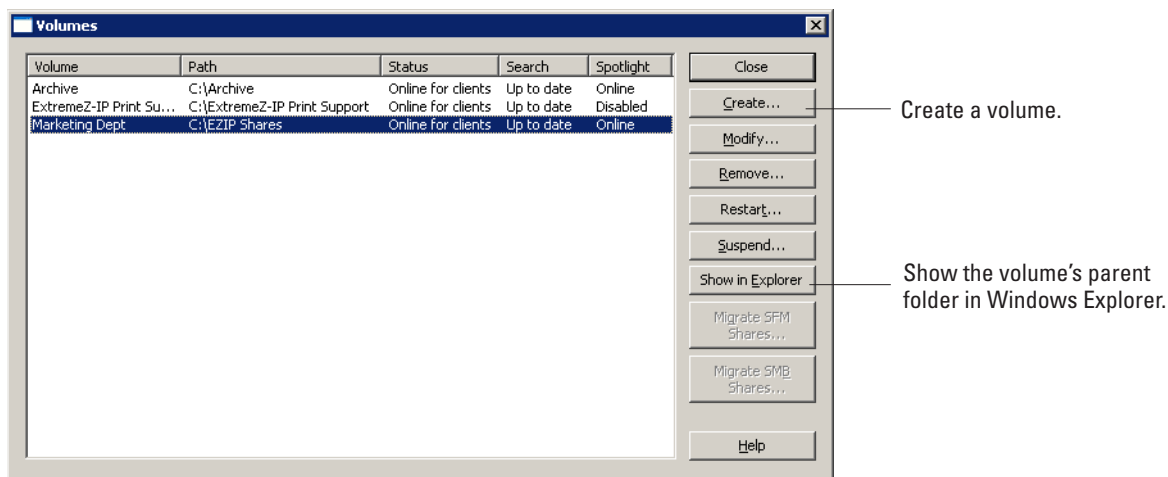 Volumes
Volume Path Status Search Spotlight
Archive C:\Archive Online for clients Up to date Online
ExtremeZ-IP Print Su... C:\ExtremeZ-IP Print Support Online for clients Up to date Disabled
Marketing Dept C:\EZIP Shares Online for clients Up to date Online
Close
Create...
Create a volume.
Modify...
Remove...
Restart...
Suspend...
Show in Explorer
Show the volume's parent
folder in Windows Explorer.
Migrate SFM
Shares...
Migrate SMB
Shares...
Help